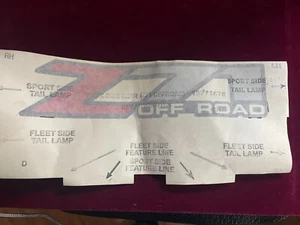 RH
LH
SPORT SIDE
TAIL LAMP
Z71
OFF ROAD
SPORT SIDE
TAIL LAMP
FLEET SIDE
TAIL LAMP
FLEET SIDE
FEATURE LINE
SPORT SIDE
FEATURE LINE
FLEET SIDE
TAIL LAMP
D